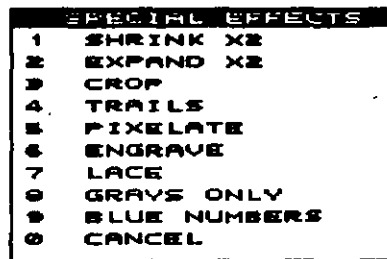 SPECIAL EFFECTS
1 SHRINK X2
2 EXPAND X2
3 CROP
4 TRAILS
5 PIXELATE
6 ENGRAVE
7 LACE
8 GRAYS ONLY
9 BLUE NUMBERS
0 CANCEL